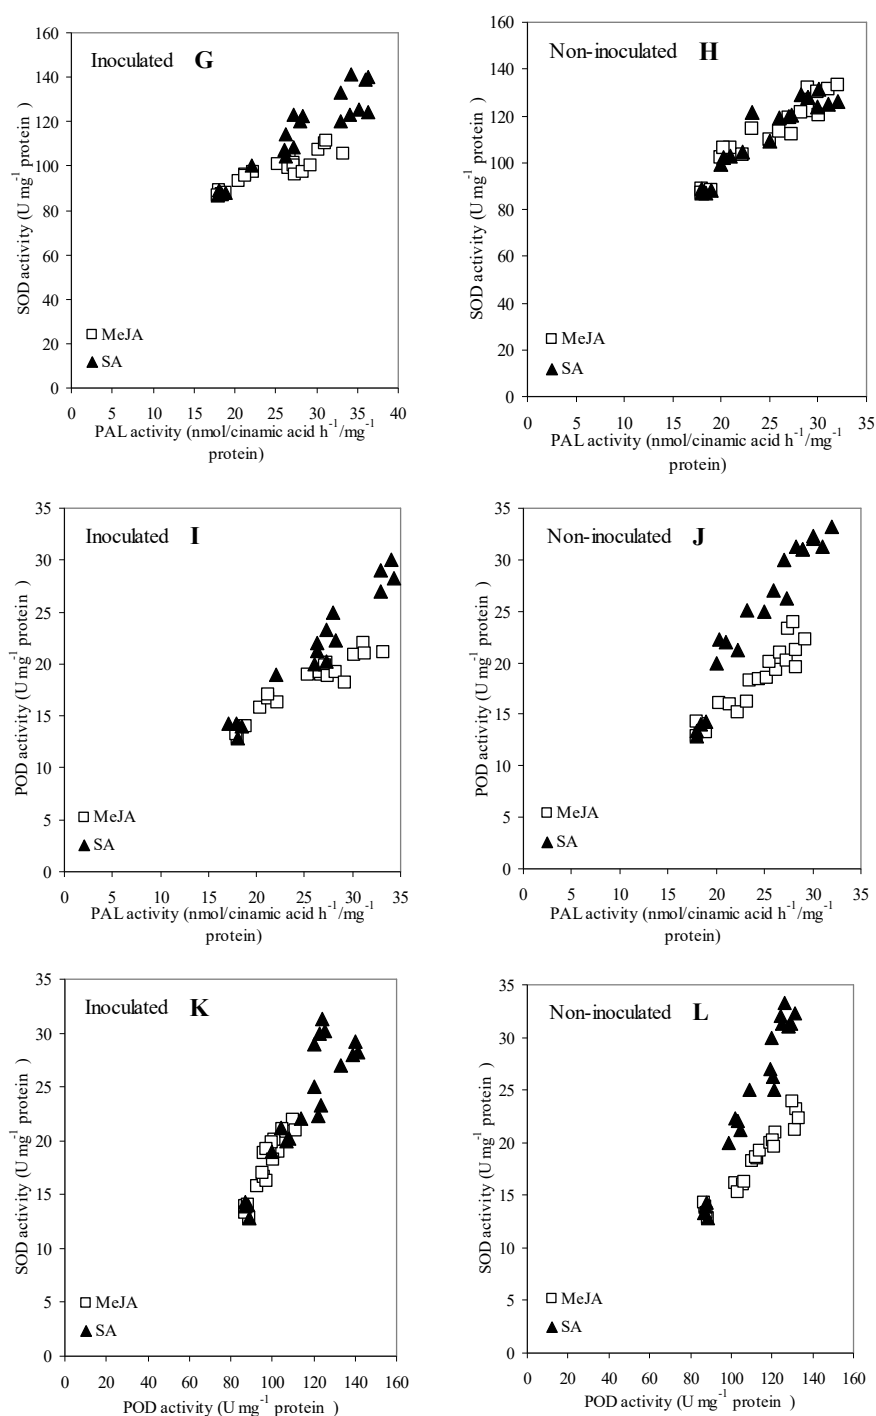 Inoculated G
SOD activity (U mg-1 protein )
160
140
120
100
80
60
40
20
0
MeJA
SA
0 5 10 15 20 25 30 35 40
PAL activity (nmol/cinamic acid h-1/mg-1
protein)
Non-inoculated H
SOD activity (U mg-1 protein )
160
140
120
100
80
60
40
20
0
MeJA
SA
0 5 10 15 20 25 30 35
PAL activity (nmol/cinamic acid h-1/mg-1
protein)
Inoculated I
POD activity (U mg-1 protein )
35
30
25
20
15
10
5
0
MeJA
SA
0 5 10 15 20 25 30 35
PAL activity (nmol/cinamic acid h-1/mg-1
protein)
Non-inoculated J
POD activity (U mg-1 protein )
35
30
25
20
15
10
5
0
MeJA
SA
0 5 10 15 20 25 30 35
PAL activity (nmol/cinamic acid h-1/mg-1
protein)
Inoculated K
SOD activity (U mg-1 protein )
35
30
25
20
15
10
5
0
MeJA
SA
0 20 40 60 80 100 120 140 160
POD activity (U mg-1 protein )
Non-inoculated L
SOD activity (U mg-1 protein )
35
30
25
20
15
10
5
0
MeJA
SA
0 20 40 60 80 100 120 140 160
POD activity (U mg-1 protein )